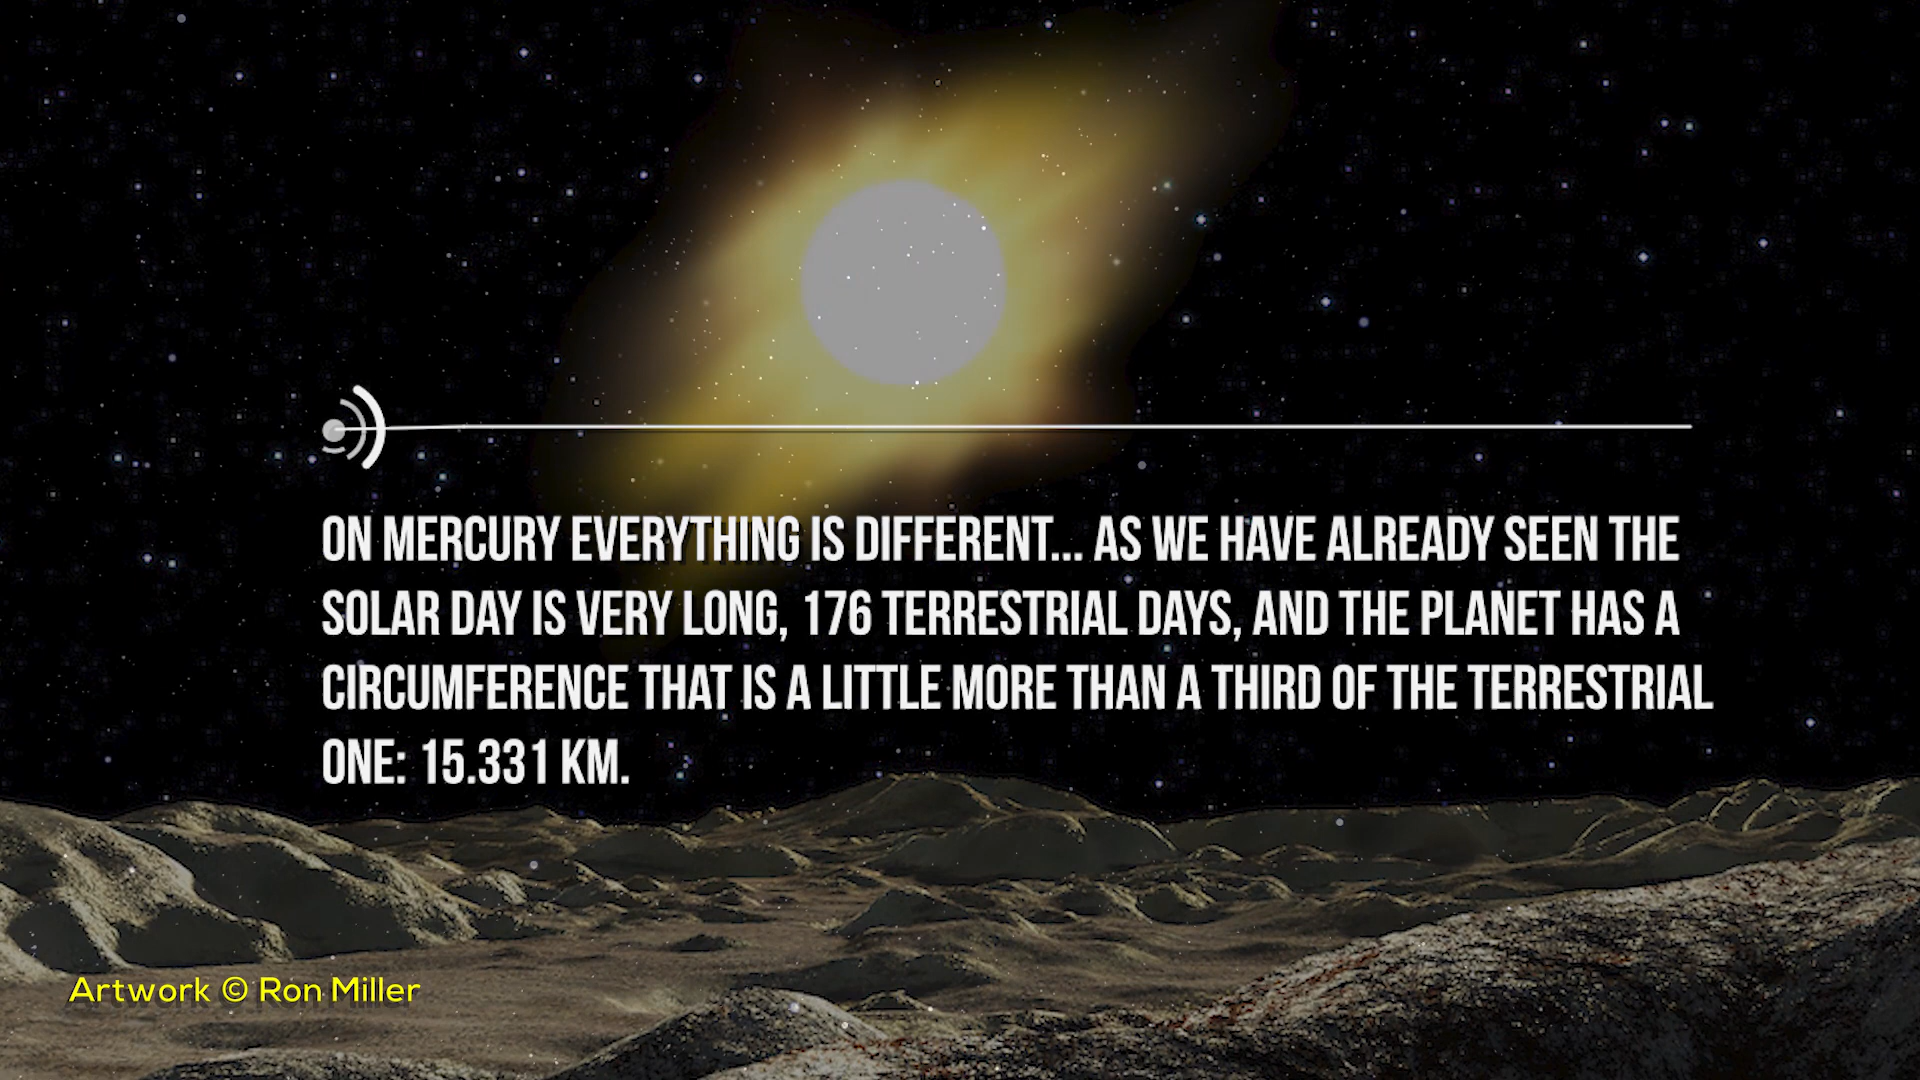 ON MERCURY EVERYTHING IS DIFFERENT... AS WE HAVE ALREADY SEEN THE
SOLAR DAY IS VERY LONG, 176 TERRESTRIAL DAYS, AND THE PLANET HAS A
CIRCUMFERENCE THAT IS A LITTLE MORE THAN A THIRD OF THE TERRESTRIAL
ONE: 15.331 KM.
Artwork © Ron Miller